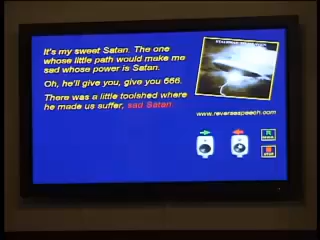 It's my sweet Satan. The one
whose little path would make me
sad whose power is Satan.
Oh, he'll give you, give you 666.
There was a little toolshed where
he made us suffer, sad Satan.
www.reversespeech.com